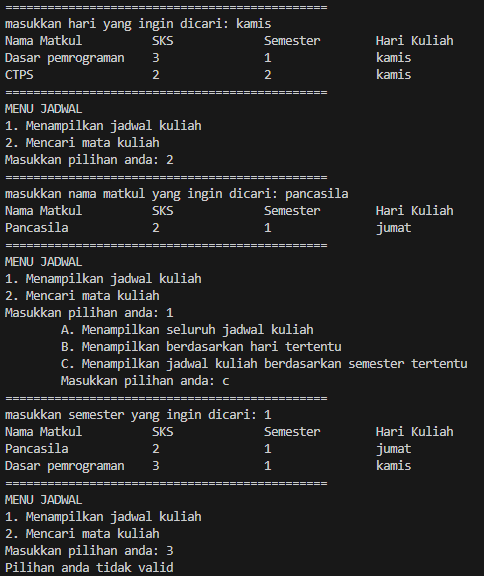 ==============================================
masukkan hari yang ingin dicari: kamis
Nama Matkul          SKS             Semester        Hari Kuliah
Dasar pemrograman    3               1               kamis
CTPS                 2               2               kamis
==============================================
MENU JADWAL
1. Menampilkan jadwal kuliah
2. Mencari mata kuliah
Masukkan pilihan anda: 2
==============================================
masukkan nama matkul yang ingin dicari: pancasila
Nama Matkul          SKS             Semester        Hari Kuliah
Pancasila            2               1               jumat
==============================================
MENU JADWAL
1. Menampilkan jadwal kuliah
2. Mencari mata kuliah
Masukkan pilihan anda: 1
        A. Menampilkan seluruh jadwal kuliah
        B. Menampilkan berdasarkan hari tertentu
        C. Menampilkan jadwal kuliah berdasarkan semester tertentu
        Masukkan pilihan anda: c
==============================================
masukkan semester yang ingin dicari: 1
Nama Matkul          SKS             Semester        Hari Kuliah
Pancasila            2               1               jumat
Dasar pemrograman    3               1               kamis
==============================================
MENU JADWAL
1. Menampilkan jadwal kuliah
2. Mencari mata kuliah
Masukkan pilihan anda: 3
Pilihan anda tidak valid